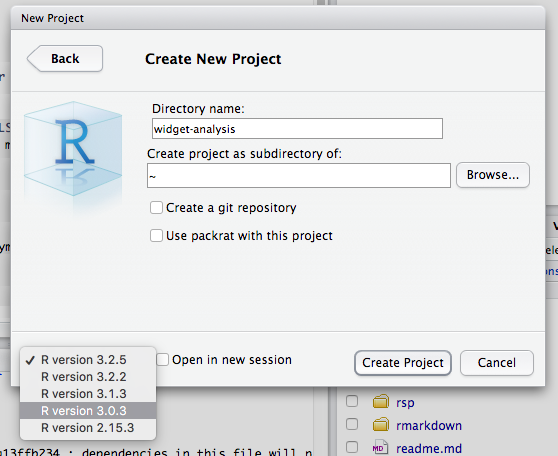 New Project
Back
Create New Project
R
Directory name:
widget-analysis
Create project as subdirectory of:
~
Browse...
Create a git repository
Use packrat with this project
✓ R version 3.2.5
R version 3.2.2
R version 3.1.3
R version 3.0.3
R version 2.15.3
Open in new session
Create Project
Cancel
rsp
rmarkdown
MD readme.md
g13ffb234 : dependencies in this file will n